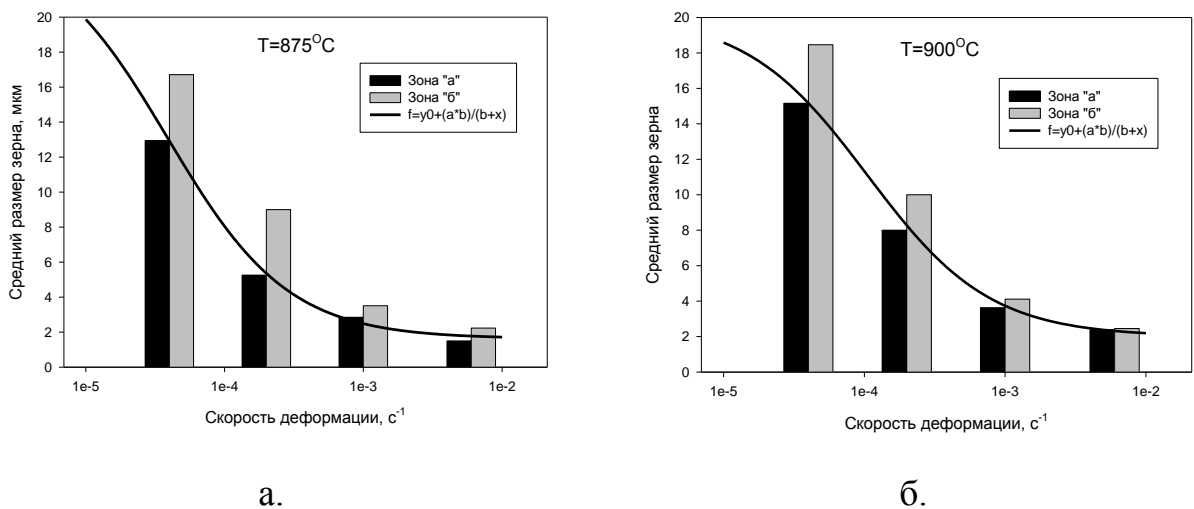 T=875°C
Зона "а"
Зона "б"
f=y0+(a*b)/(b+x)
Средний размер зерна, мкм
20
18
16
14
12
10
8
6
4
2
0
1e-5
1e-4
1e-3
1e-2
Скорость деформации, с⁻¹
а.
T=900°C
Зона "а"
Зона "б"
f=y0+(a*b)/(b+x)
Средний размер зерна
20
18
16
14
12
10
8
6
4
2
0
1e-5
1e-4
1e-3
1e-2
Скорость деформации, с⁻¹
б.